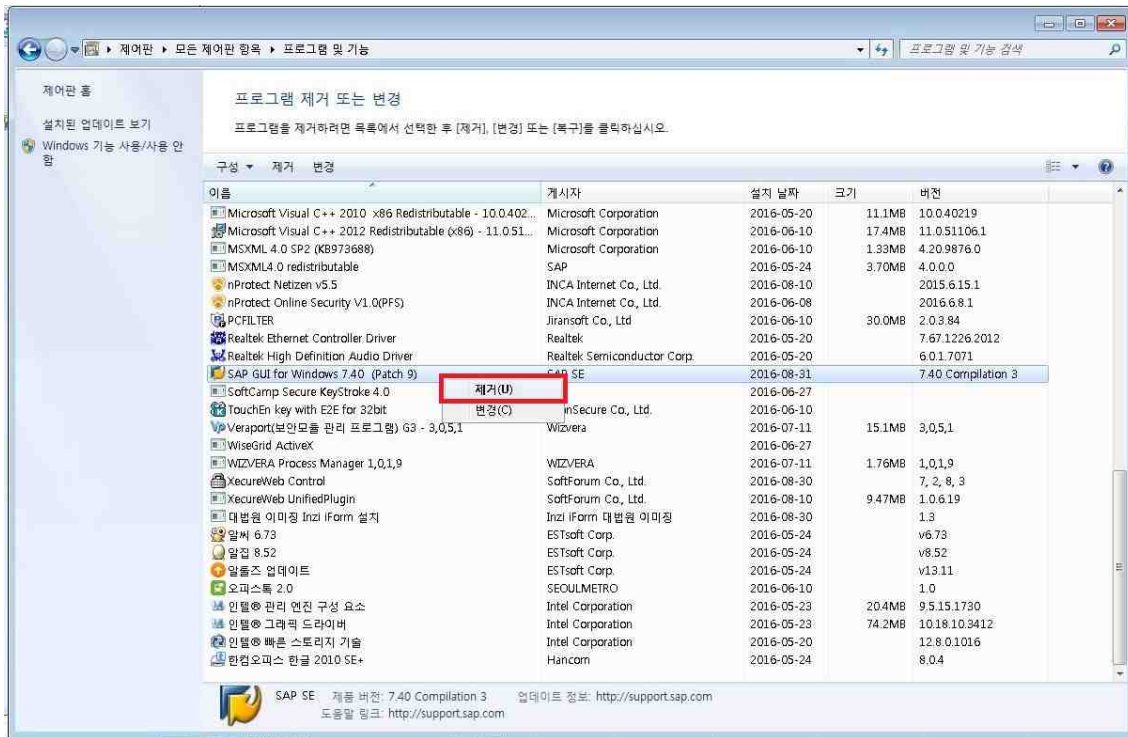 제어판 ▸ 모든 제어판 항목 ▸ 프로그램 및 기능
프로그램 및 기능 검색
제어판 홈
설치된 업데이트 보기
Windows 기능 사용/사용 안
함
프로그램 제거 또는 변경
프로그램을 제거하려면 목록에서 선택한 후 [제거], [변경] 또는 [복구]를 클릭하십시오.
구성 제거 변경
이름 게시자 설치 날짜 크기 버전
Microsoft Visual C++ 2010 x86 Redistributable - 10.0.402... Microsoft Corporation 2016-05-20 11.1MB 10.0.40219
Microsoft Visual C++ 2012 Redistributable (x86) - 11.0.51... Microsoft Corporation 2016-06-10 17.4MB 11.0.51106.1
MSXML 4.0 SP2 (KB973688) Microsoft Corporation 2016-06-10 1.33MB 4.20.9876.0
MSXML4.0 redistributable SAP 2016-05-24 3.70MB 4.0.0.0
nProtect Netizen v5.5 INCA Internet Co., Ltd. 2016-08-10 2015.6.15.1
nProtect Online Security V1.0(PFS) INCA Internet Co., Ltd. 2016-06-08 2016.6.8.1
PCFILTER Jiransoft Co., Ltd 2016-06-10 30.0MB 2.0.3.84
Realtek Ethernet Controller Driver Realtek 2016-05-20 7.67.1226.2012
Realtek High Definition Audio Driver Realtek Semiconductor Corp. 2016-05-20 6.0.1.7071
SAP GUI for Windows 7.40 (Patch 9) SAP SE 2016-08-31 7.40 Compilation 3
제거(U)
변경(C)
SoftCamp Secure KeyStroke 4.0 2016-06-27
TouchEn key with E2E for 32bit onSecure Co., Ltd. 2016-06-10
Veraport(보안모듈 관리 프로그램) G3 - 3,0,5,1 Wizvera 2016-07-11 15.1MB 3,0,5,1
WiseGrid ActiveX 2016-06-27
WIZVERA Process Manager 1,0,1,9 WIZVERA 2016-07-11 1.76MB 1,0,1,9
XecureWeb Control SoftForum Co., Ltd. 2016-08-30 7, 2, 8, 3
XecureWeb UnifiedPlugin SoftForum Co., Ltd. 2016-08-10 9.47MB 1.0.6.19
대법원 이미징 Inzi iForm 설치 Inzi iForm 대법원 이미징 2016-08-30 1.3
알씨 6.73 ESTsoft Corp. 2016-05-24 v6.73
알집 8.52 ESTsoft Corp. 2016-05-24 v8.52
알툴즈 업데이트 ESTsoft Corp. 2016-05-24 v13.11
오피스톡 2.0 SEOULMETRO 2016-06-10 1.0
인텔® 관리 엔진 구성 요소 Intel Corporation 2016-05-23 20.4MB 9.5.15.1730
인텔® 그래픽 드라이버 Intel Corporation 2016-05-23 74.2MB 10.18.10.3412
인텔® 빠른 스토리지 기술 Intel Corporation 2016-05-20 12.8.0.1016
한컴오피스 한글 2010 SE+ Hancom 2016-05-24 8.0.4
SAP SE 제품 버전: 7.40 Compilation 3 업데이트 정보: http://support.sap.com
도움말 링크: http://support.sap.com